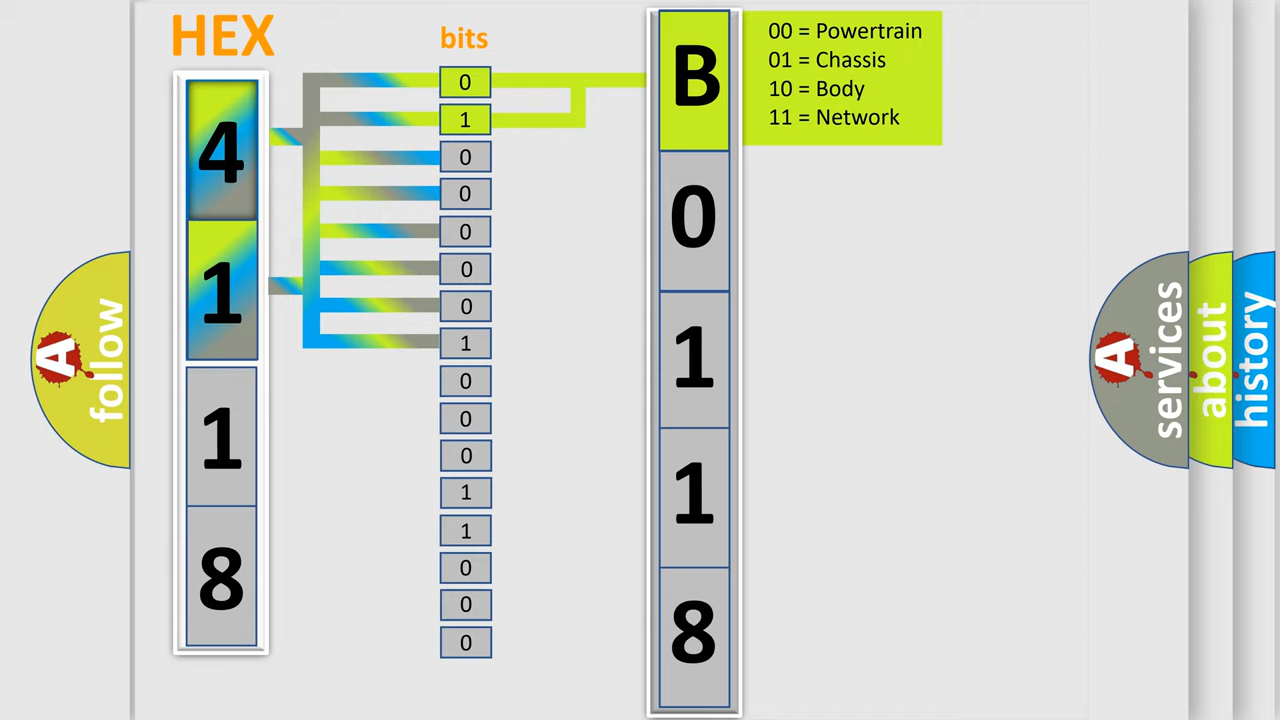 HEX
bits
4
1
1
8
0
1
0
0
0
0
0
1
0
0
0
1
1
0
0
0
B
0
1
1
8
00 = Powertrain
01 = Chassis
10 = Body
11 = Network
A follow
A services
about
history